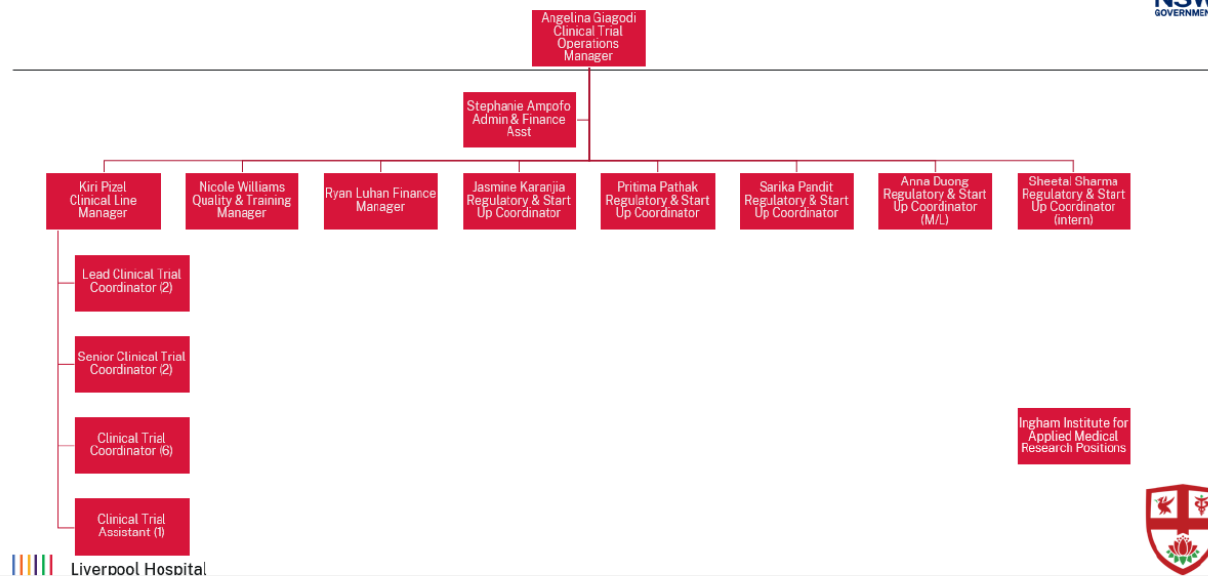 NSW
GOVERNMENT
Angelina Giagodi
Clinical Trial
Operations
Manager
Stephanie Ampofo
Admin & Finance
Asst
Kiri Pizel
Clinical Line
Manager
Nicole Williams
Quality & Training
Manager
Ryan Luhan Finance
Manager
Jasmine Karanjia
Regulatory & Start
Up Coordinator
Pritima Pathak
Regulatory & Start
Up Coordinator
Sarika Pandit
Regulatory & Start
Up Coordinator
Anna Duong
Regulatory & Start
Up Coordinator
(M/L)
Sheetal Sharma
Regulatory & Start
Up Coordinator
(intern)
Lead Clinical Trial
Coordinator (2)
Senior Clinical Trial
Coordinator (2)
Clinical Trial
Coordinator (6)
Clinical Trial
Assistant (1)
Ingham Institute for
Applied Medical
Research Positions
Liverpool Hospital